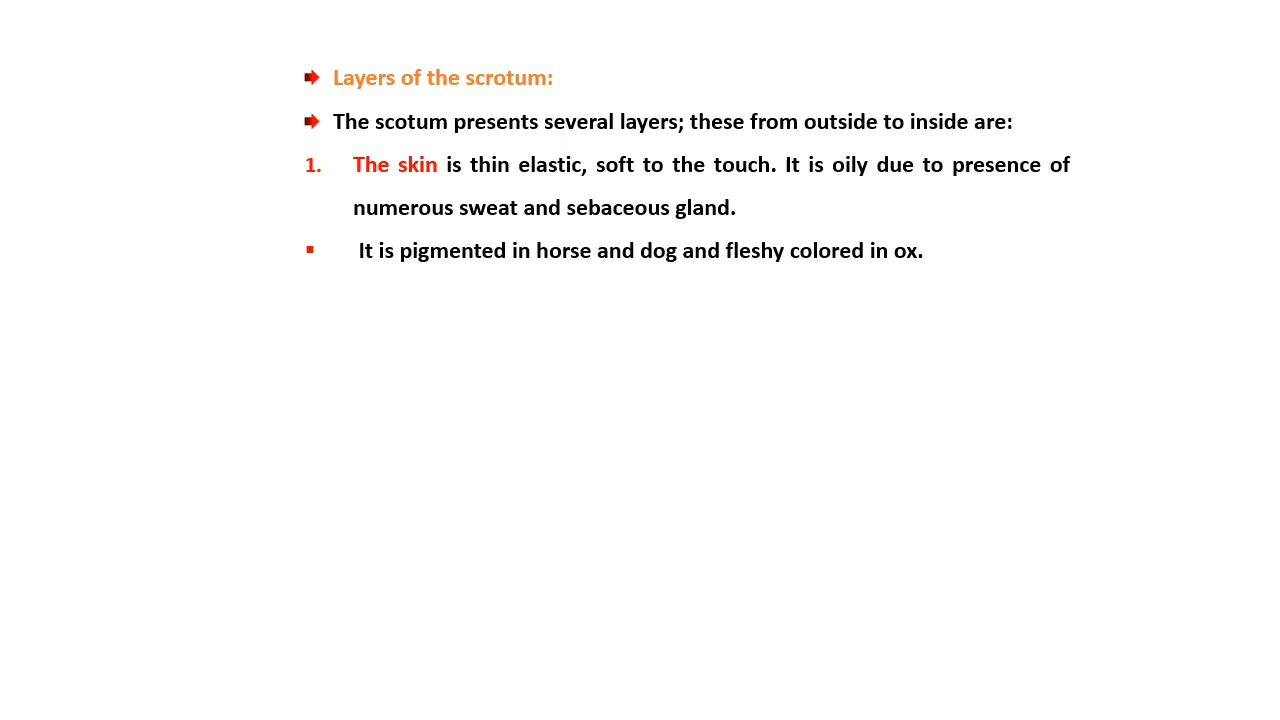 Layers of the scrotum:
The scotum presents several layers; these from outside to inside are:
1. The skin is thin elastic, soft to the touch. It is oily due to presence of
numerous sweat and sebaceous gland.
▪ It is pigmented in horse and dog and fleshy colored in ox.